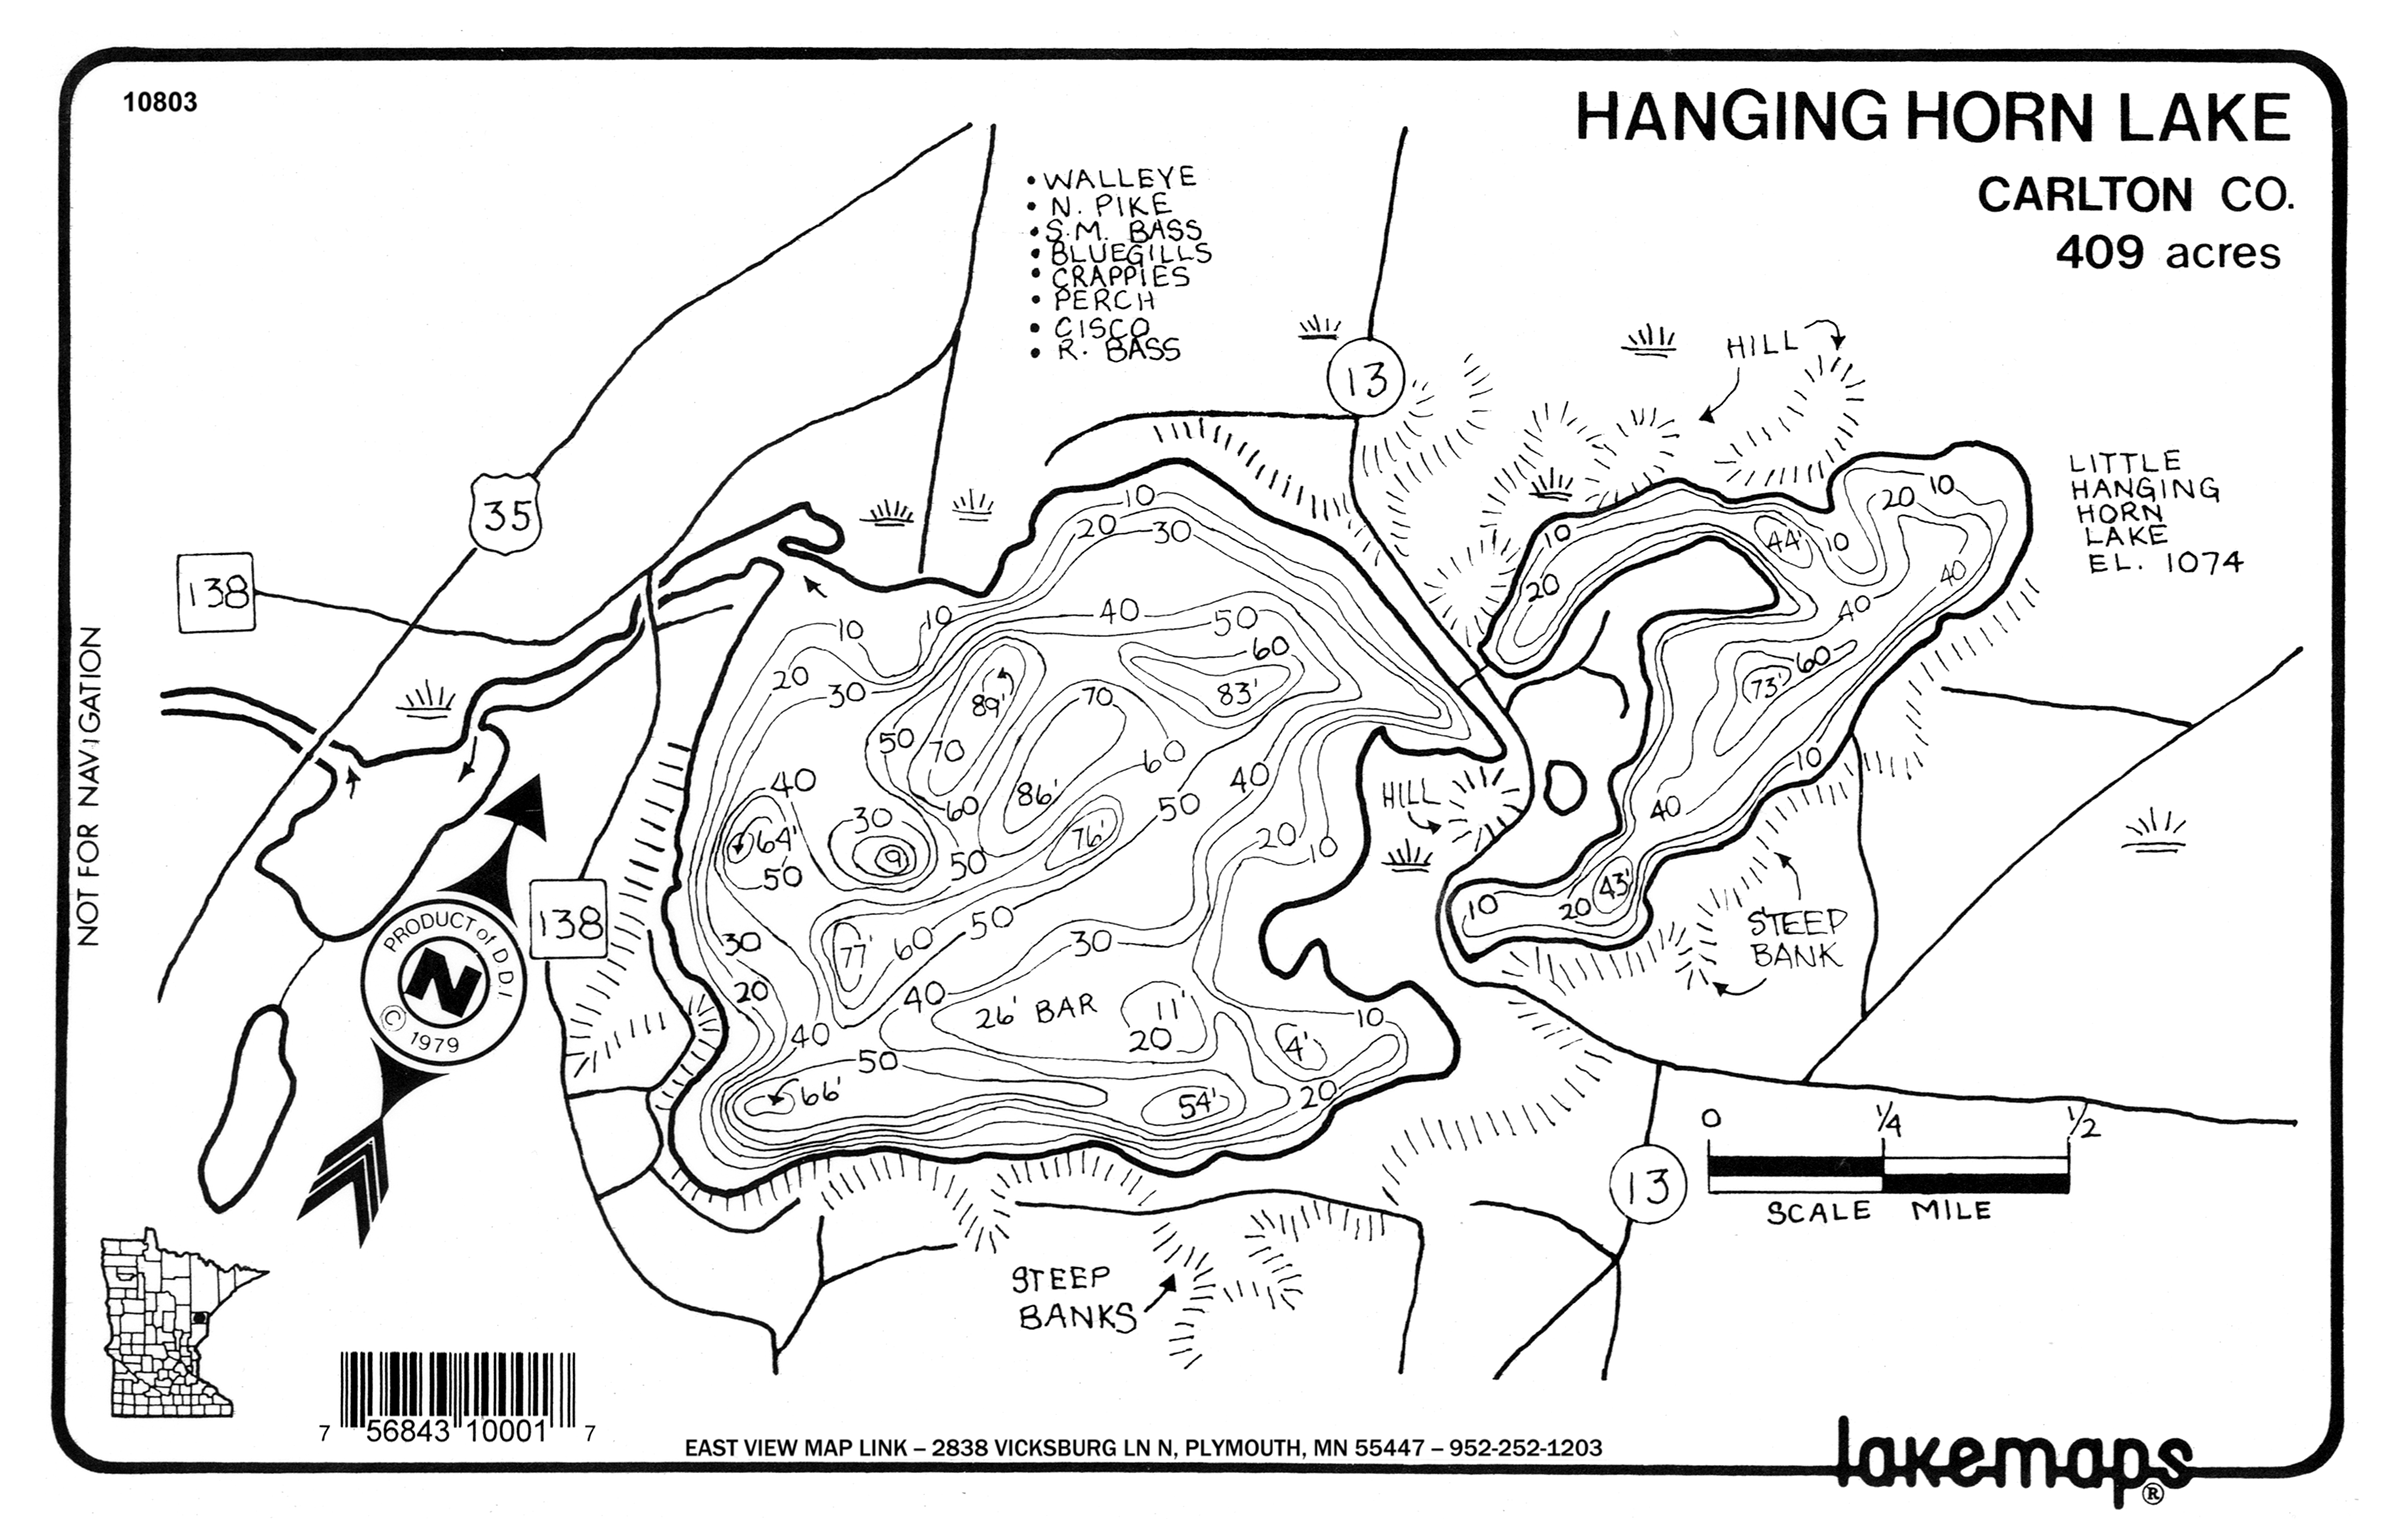 10803
HANGING HORN LAKE
CARLTON CO.
409 acres
• WALLEYE
• N. PIKE
• S.M. BASS
• BLUEGILLS
• CRAPPIES
• PERCH
• CISCO
• R. BASS
13
HILL
LITTLE
HANGING
HORN
LAKE
EL. 1074
35
138
NOT FOR NAVIGATION
10
20
30
10
10
40
50
20
30
60
89'
83'
70
50
70
60
86'
40
40
60
50
76'
64'
30
9
50
50
20
10
30
77'
60
50
30
20
40
40
26' BAR
11'
20
10
4'
50
66'
54'
20
10
20
44'
10
20
10
40
40
60
73'
10
40
43'
10
20
HILL
STEEP
BANK
138
PRODUCT of D.D.I.
N
© 1979
0
1/4
1/2
SCALE MILE
13
STEEP
BANKS
7 56843 10001 7
EAST VIEW MAP LINK – 2838 VICKSBURG LN N, PLYMOUTH, MN 55447 – 952-252-1203
lakemaps®